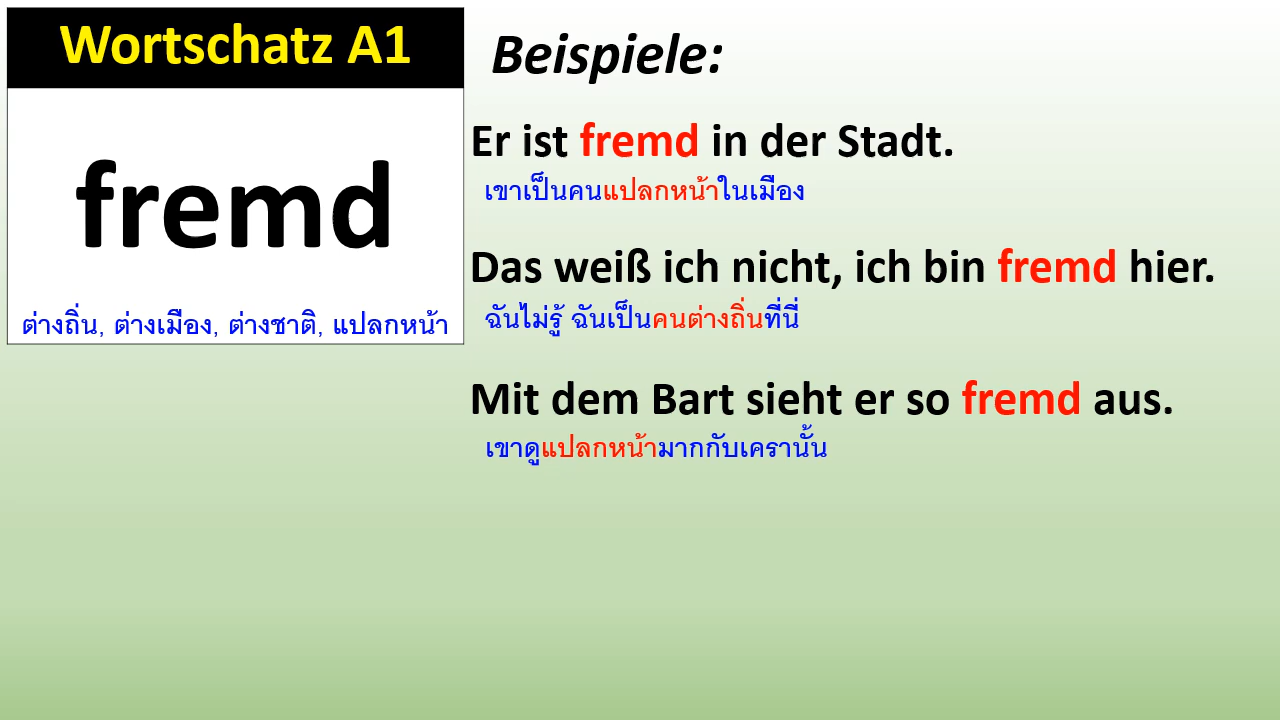 Wortschatz A1
fremd
ต่างถิ่น, ต่างเมือง, ต่างชาติ, แปลกหน้า
Beispiele:
Er ist fremd in der Stadt.
เขาเป็นคนแปลกหน้าในเมือง
Das weiß ich nicht, ich bin fremd hier.
ฉันไม่รู้ ฉันเป็นคนต่างถิ่นที่นี่
Mit dem Bart sieht er so fremd aus.
เขาดูแปลกหน้ามากกับเครานั้น